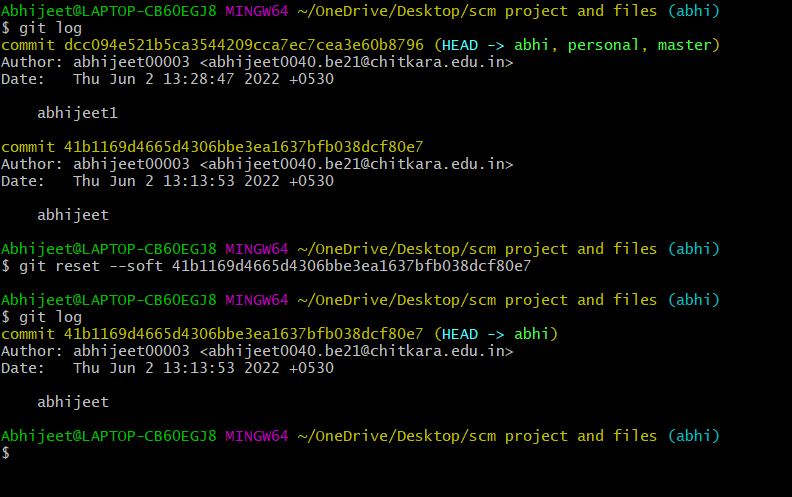 Abhijeet@LAPTOP-CB6OEGJ8 MINGW64 ~/OneDrive/Desktop/scm project and files (abhi)
$ git log
commit dcc094e521b5ca3544209cca7ec7cea3e60b8796 (HEAD -> abhi, personal, master)
Author: abhijeet00003 <abhijeet0040.be21@chitkara.edu.in>
Date:   Thu Jun 2 13:28:47 2022 +0530
    abhijeet1
commit 41b1169d4665d4306bbe3ea1637bfb038dcf80e7
Author: abhijeet00003 <abhijeet0040.be21@chitkara.edu.in>
Date:   Thu Jun 2 13:13:53 2022 +0530
    abhijeet
Abhijeet@LAPTOP-CB6OEGJ8 MINGW64 ~/OneDrive/Desktop/scm project and files (abhi)
$ git reset --soft 41b1169d4665d4306bbe3ea1637bfb038dcf80e7
Abhijeet@LAPTOP-CB6OEGJ8 MINGW64 ~/OneDrive/Desktop/scm project and files (abhi)
$ git log
commit 41b1169d4665d4306bbe3ea1637bfb038dcf80e7 (HEAD -> abhi)
Author: abhijeet00003 <abhijeet0040.be21@chitkara.edu.in>
Date:   Thu Jun 2 13:13:53 2022 +0530
    abhijeet
Abhijeet@LAPTOP-CB6OEGJ8 MINGW64 ~/OneDrive/Desktop/scm project and files (abhi)
$